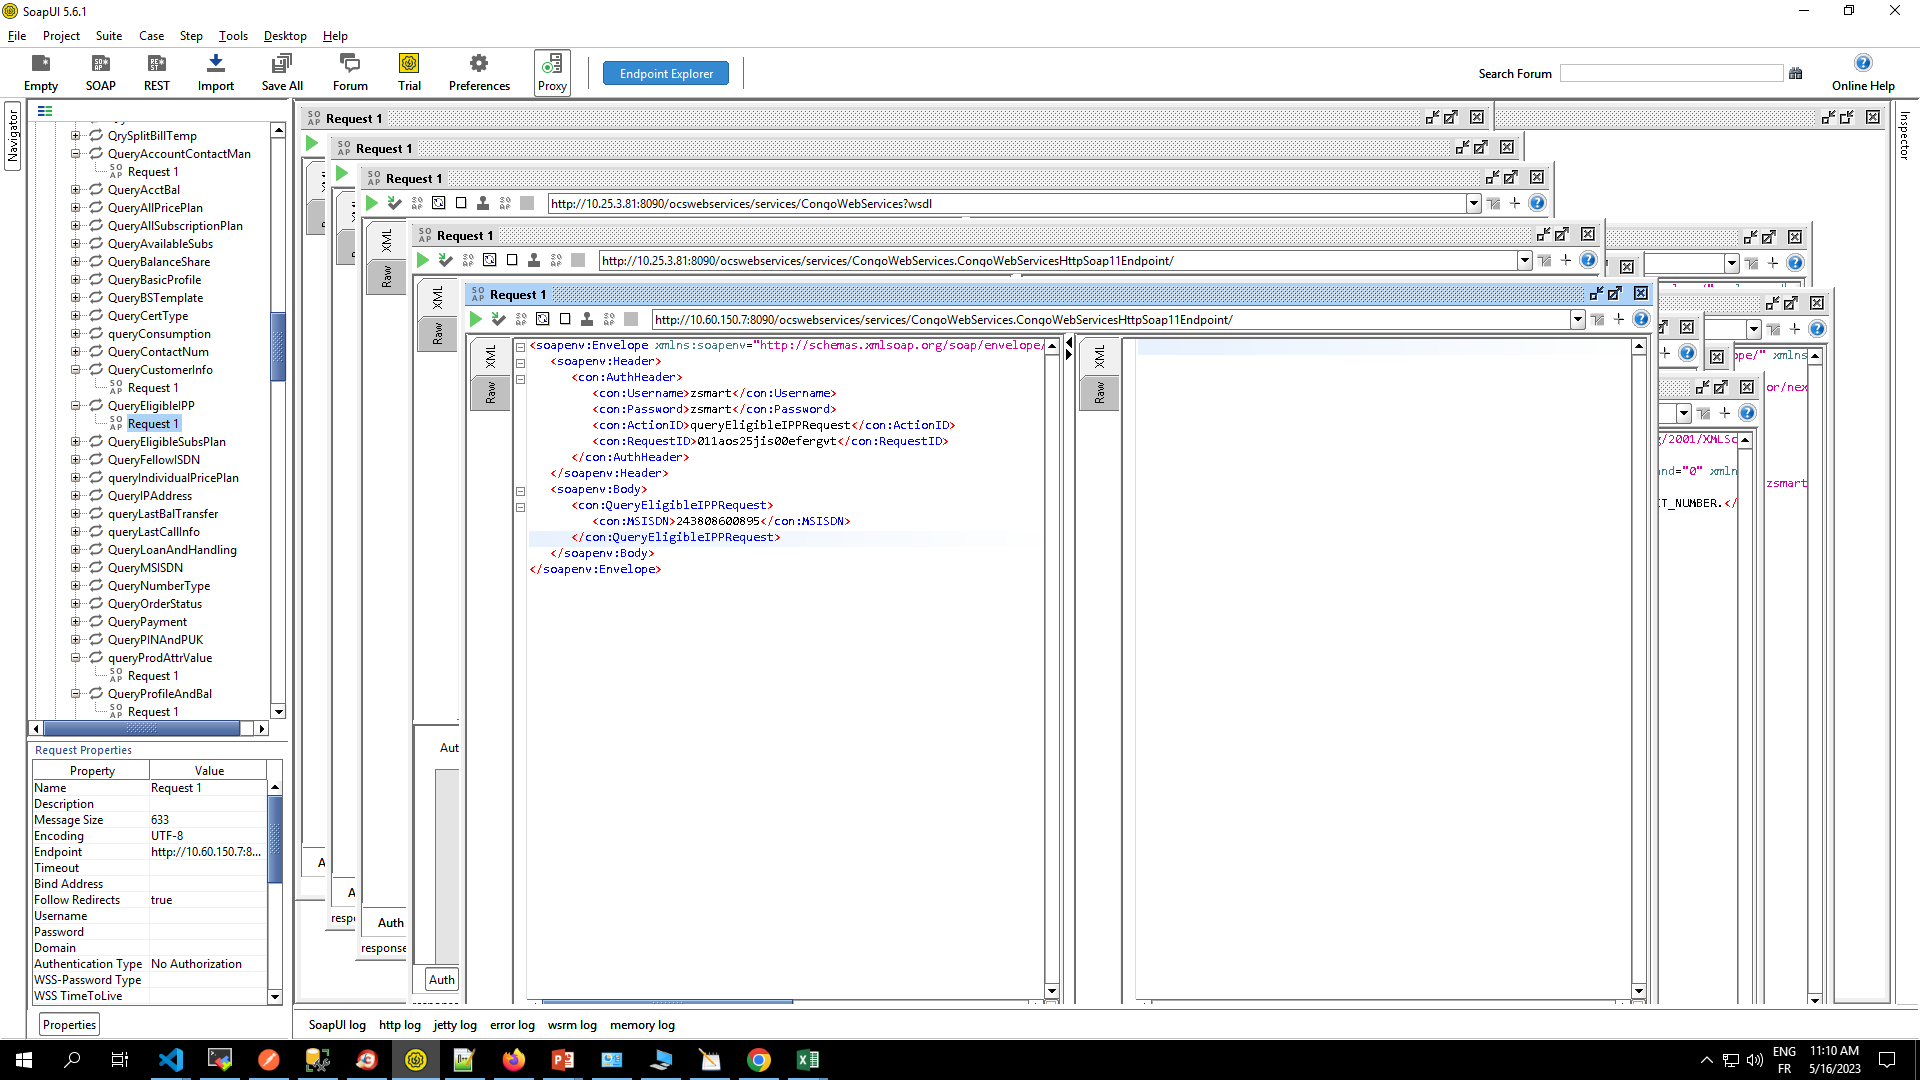 SoapUI 5.6.1
File Project Suite Case Step Tools Desktop Help
Empty SOAP REST Import Save All Forum Trial Preferences Proxy
Endpoint Explorer
Search Forum
Online Help
Navigator
Inspector
QrySplitBillTemp
QueryAccountContactMan
Request 1
QueryAcctBal
QueryAllPricePlan
QueryAllSubscriptionPlan
QueryAvailableSubs
QueryBalanceShare
QueryBasicProfile
QueryBSTemplate
QueryCertType
queryConsumption
QueryContactNum
QueryCustomerInfo
Request 1
QueryEligibleIPP
Request 1
QueryEligibleSubsPlan
QueryFellowISDN
queryIndividualPricePlan
QueryIPAddress
queryLastBalTransfer
queryLastCallInfo
QueryLoanAndHandling
QueryMSISDN
QueryNumberType
QueryOrderStatus
QueryPayment
QueryPINAndPUK
queryProdAttrValue
Request 1
QueryProfileAndBal
Request 1
Request Properties
Property Value
Name Request 1
Description
Message Size 633
Encoding UTF-8
Endpoint http://10.60.150.7:8...
Timeout
Bind Address
Follow Redirects true
Username
Password
Domain
Authentication Type No Authorization
WSS-Password Type
WSS TimeToLive
Properties
Request 1
Request 1
Request 1
http://10.25.3.81:8090/ocswebservices/services/CongoWebServices?wsdl
XML
Raw
Request 1
http://10.25.3.81:8090/ocswebservices/services/CongoWebServices.CongoWebServicesHttpSoap11Endpoint/
XML
Raw
Request 1
http://10.60.150.7:8090/ocswebservices/services/CongoWebServices.CongoWebServicesHttpSoap11Endpoint/
XML
Raw
<soapenv:Envelope xmlns:soapenv="http://schemas.xmlsoap.org/soap/envelope/
<soapenv:Header>
<con:AuthHeader>
<con:Username>zsmart</con:Username>
<con:Password>zsmart</con:Password>
<con:ActionID>queryEligibleIPPRequest</con:ActionID>
<con:RequestID>011aos25jis00efergvt</con:RequestID>
</con:AuthHeader>
</soapenv:Header>
<soapenv:Body>
<con:QueryEligibleIPPRequest>
<con:MSISDN>243808600895</con:MSISDN>
</con:QueryEligibleIPPRequest>
</soapenv:Body>
</soapenv:Envelope>
XML
Raw
ope/" xmlns
or/nex
g/2001/XMLSc
and="0" xmln
zsmart
IT_NUMBER.</
Aut
A
A
resp
Auth
response
Auth
SoapUI log http log jetty log error log wsrm log memory log
ENG
FR
11:10 AM
5/16/2023